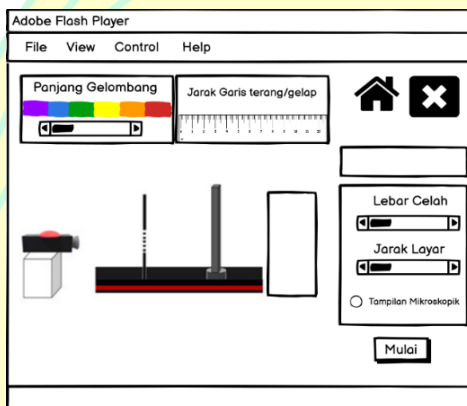 Adobe Flash Player
File View Control Help
Panjang Gelombang
Jarak Garis terang/gelap
Lebar Celah
Jarak Layar
Tampilan Mikroskopik
Mulai